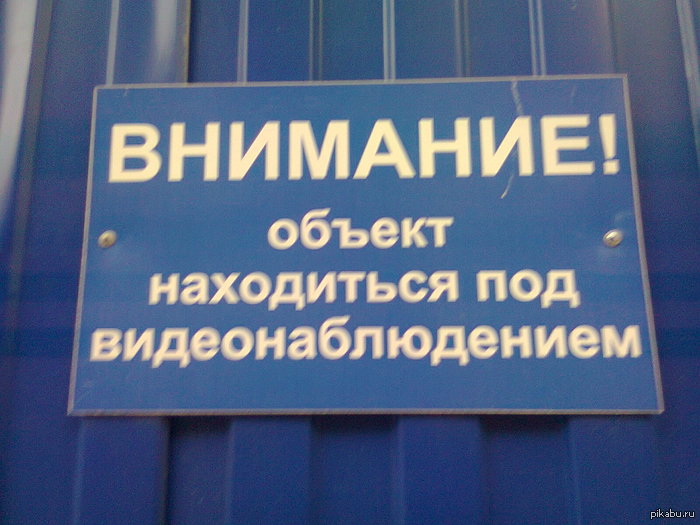 ВНИМАНИЕ!
объект
находиться под
видеонаблюдением
pikabu.ru